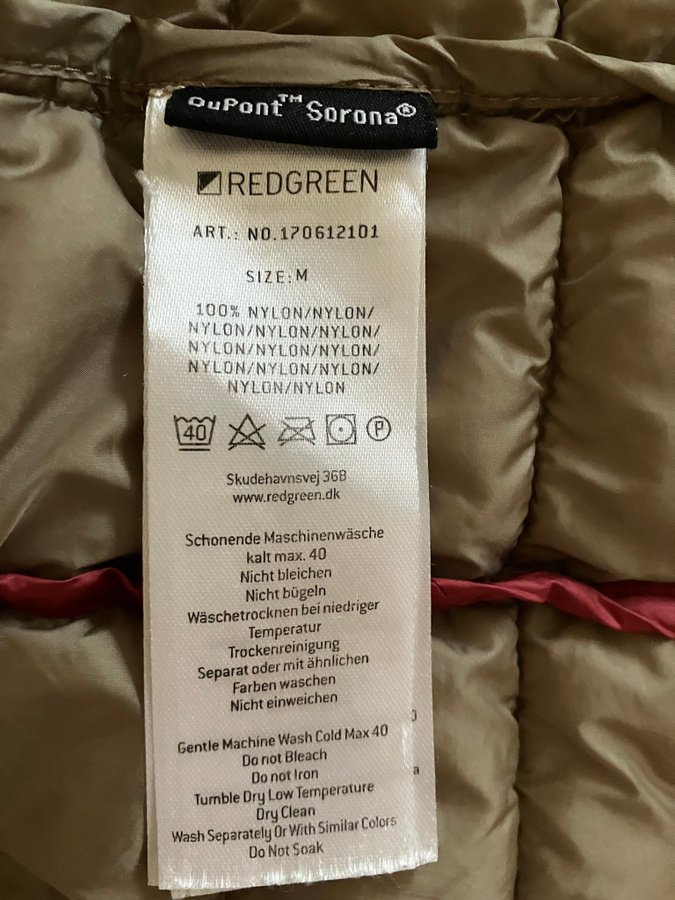 DuPont™ Sorona®
REDGREEN
ART.: NO.170612101
SIZE: M
100% NYLON/NYLON/
NYLON/NYLON/NYLON/
NYLON/NYLON/NYLON/
NYLON/NYLON/NYLON/
NYLON/NYLON
40 P
Skudehavnsvej 36B
www.redgreen.dk
Schonende Maschinenwäsche
kalt max. 40
Nicht bleichen
Nicht bügeln
Wäschetrocknen bei niedriger
Temperatur
Trockenreinigung
Separat oder mit ähnlichen
Farben waschen
Nicht einweichen
Gentle Machine Wash Cold Max 40
Do not Bleach
Do not Iron
Tumble Dry Low Temperature
Dry Clean
Wash Separately Or With Similar Colors
Do Not Soak